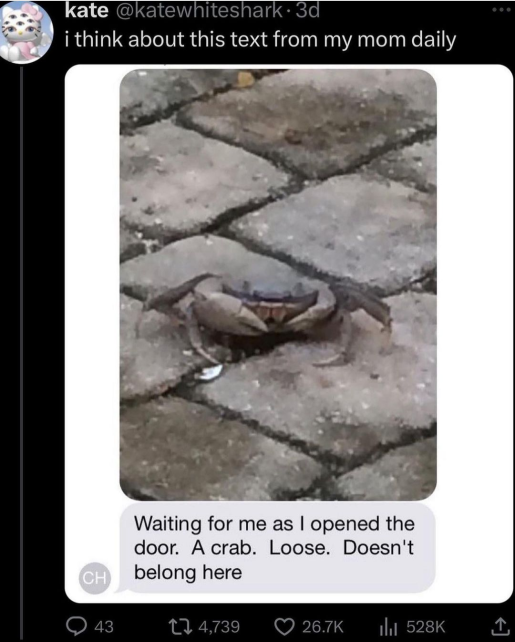 kate @katewhiteshark · 3d
i think about this text from my mom daily
Waiting for me as I opened the
door.  A crab.  Loose.  Doesn't
belong here
CH
43 4,739 26.7K 528K